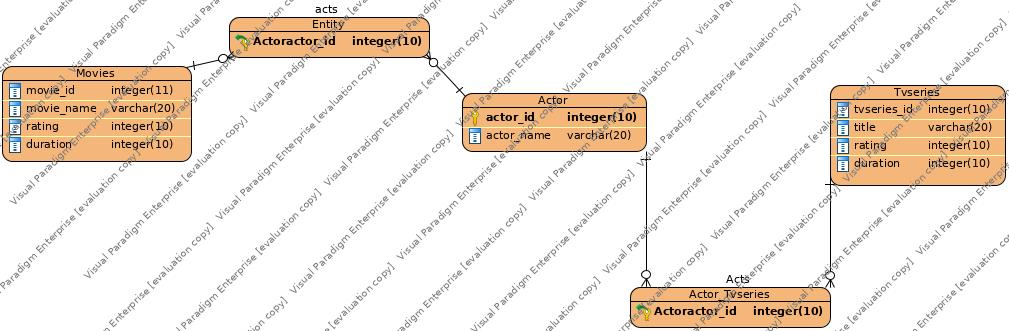 acts
Entity
Actoractor_id integer(10)
Movies
movie_id integer(11)
movie_name varchar(20)
rating integer(10)
duration integer(10)
Actor
actor_id integer(10)
actor_name varchar(20)
Tvseries
tvseries_id integer(10)
title varchar(20)
rating integer(10)
duration integer(10)
Acts
Actor_Tvseries
Actoractor_id integer(10)
Visual Paradigm Enterprise [evaluation copy]